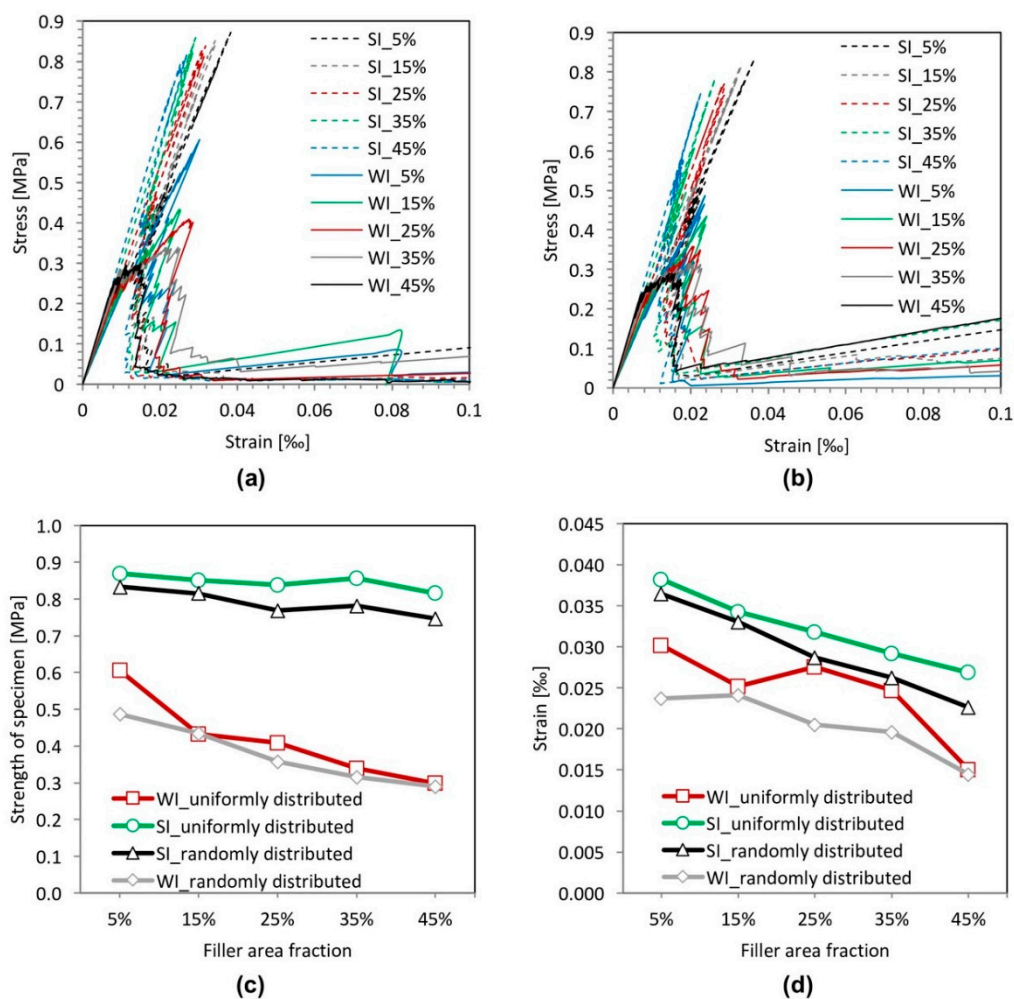 0.9
0.8
0.7
0.6
0.5
0.4
0.3
0.2
0.1
0
Stress [MPa]
SI_5%
SI_15%
SI_25%
SI_35%
SI_45%
WI_5%
WI_15%
WI_25%
WI_35%
WI_45%
0 0.02 0.04 0.06 0.08 0.1
Strain [‰]
(a)
0.9
0.8
0.7
0.6
0.5
0.4
0.3
0.2
0.1
0
Stress [MPa]
SI_5%
SI_15%
SI_25%
SI_35%
SI_45%
WI_5%
WI_15%
WI_25%
WI_35%
WI_45%
0 0.02 0.04 0.06 0.08 0.1
Strain [‰]
(b)
1.0
0.9
0.8
0.7
0.6
0.5
0.4
0.3
0.2
0.1
0.0
Strength of specimen [MPa]
WI_uniformly distributed
SI_uniformly distributed
SI_randomly distributed
WI_randomly distributed
5% 15% 25% 35% 45%
Filler area fraction
(c)
0.045
0.040
0.035
0.030
0.025
0.020
0.015
0.010
0.005
0.000
Strain [‰]
WI_uniformly distributed
SI_uniformly distributed
SI_randomly distributed
WI_randomly distributed
5% 15% 25% 35% 45%
Filler area fraction
(d)